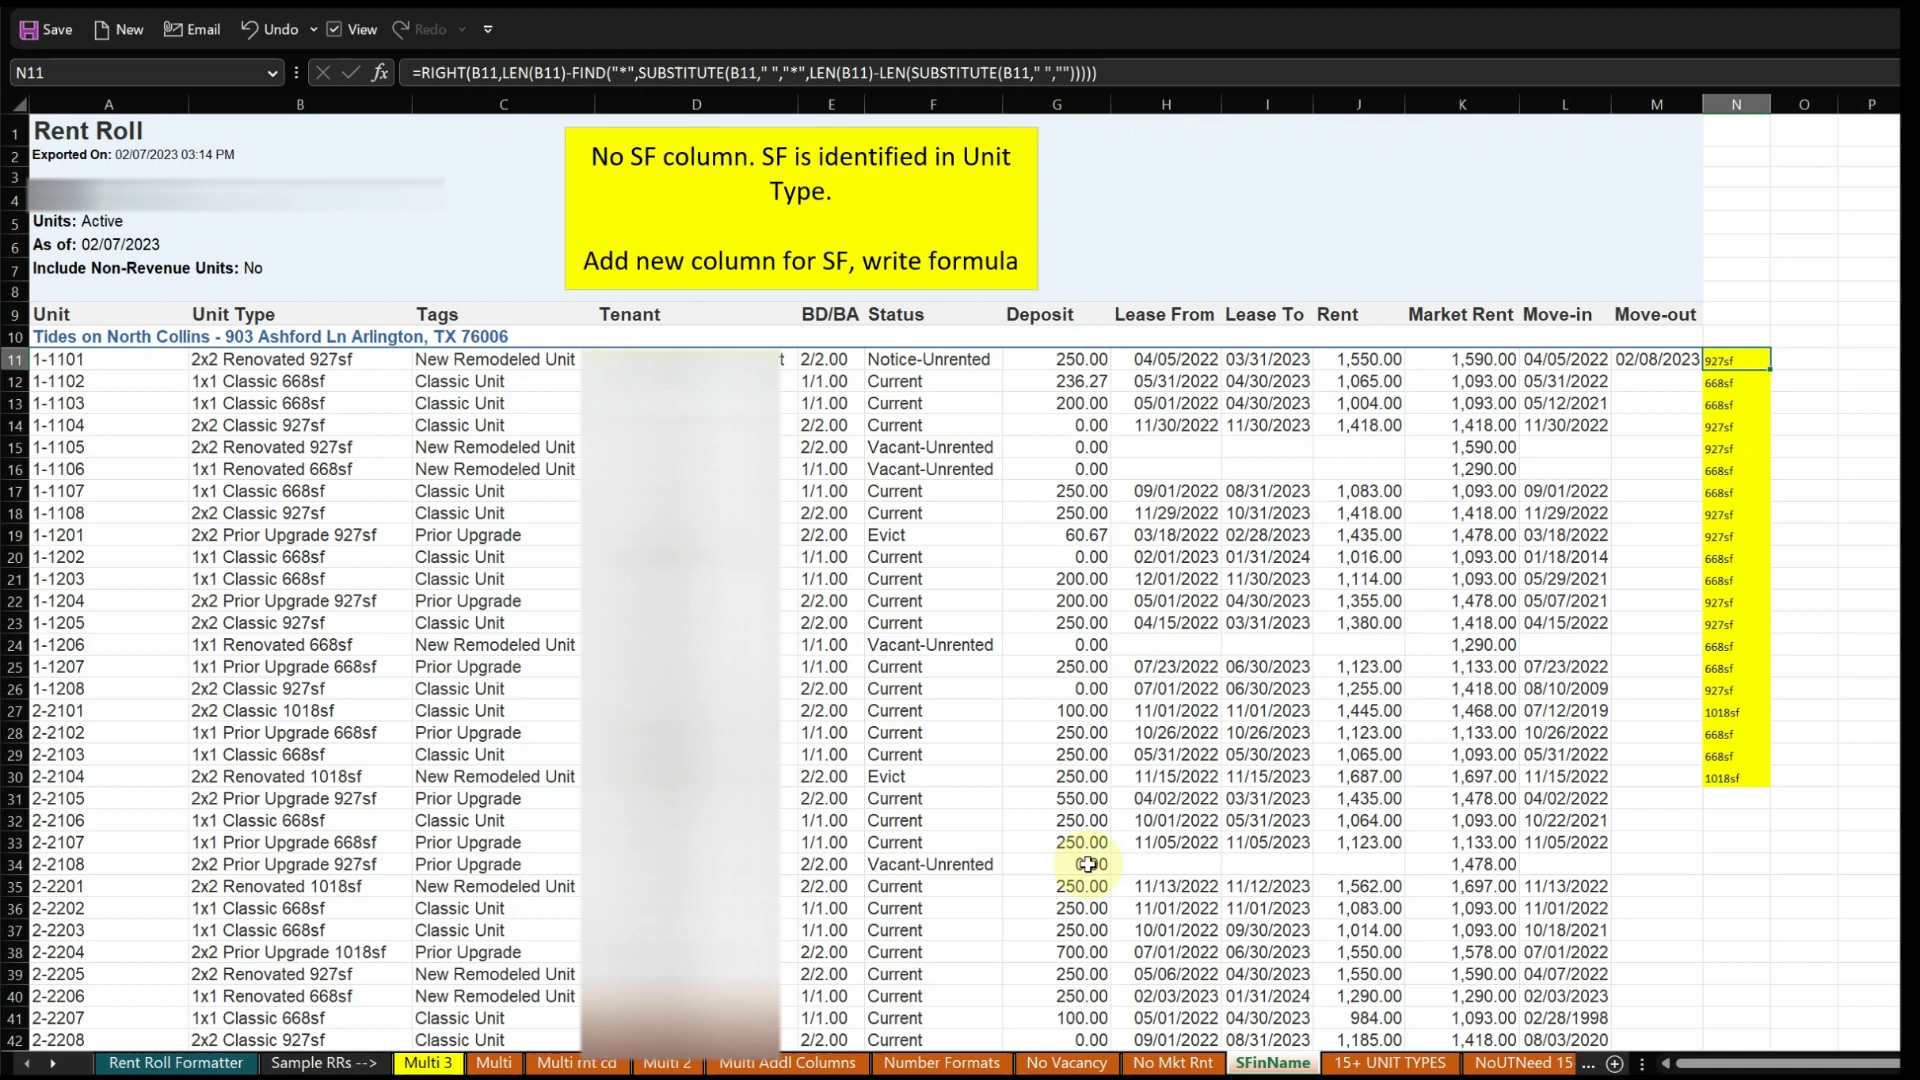 Save New Email Undo View Redo
N11 fx =RIGHT(B11,LEN(B11)-FIND("*",SUBSTITUTE(B11," ","*",LEN(B11)-LEN(SUBSTITUTE(B11," ","")))))
A B C D E F G H I J K L M N O P
1 Rent Roll
2 Exported On: 02/07/2023 03:14 PM
3
4
5 Units: Active
6 As of: 02/07/2023
7 Include Non-Revenue Units: No
8
No SF column. SF is identified in Unit
Type.
Add new column for SF, write formula
9 Unit Unit Type Tags Tenant BD/BA Status Deposit Lease From Lease To Rent Market Rent Move-in Move-out
10 Tides on North Collins - 903 Ashford Ln Arlington, TX 76006
11 1-1101 2x2 Renovated 927sf New Remodeled Unit t 2/2.00 Notice-Unrented 250.00 04/05/2022 03/31/2023 1,550.00 1,590.00 04/05/2022 02/08/2023 927sf
12 1-1102 1x1 Classic 668sf Classic Unit 1/1.00 Current 236.27 05/31/2022 04/30/2023 1,065.00 1,093.00 05/31/2022 668sf
13 1-1103 1x1 Classic 668sf Classic Unit 1/1.00 Current 200.00 05/01/2022 04/30/2023 1,004.00 1,093.00 05/12/2021 668sf
14 1-1104 2x2 Classic 927sf Classic Unit 2/2.00 Current 0.00 11/30/2022 11/30/2023 1,418.00 1,418.00 11/30/2022 927sf
15 1-1105 2x2 Renovated 927sf New Remodeled Unit 2/2.00 Vacant-Unrented 0.00 1,590.00 927sf
16 1-1106 1x1 Renovated 668sf New Remodeled Unit 1/1.00 Vacant-Unrented 0.00 1,290.00 668sf
17 1-1107 1x1 Classic 668sf Classic Unit 1/1.00 Current 250.00 09/01/2022 08/31/2023 1,083.00 1,093.00 09/01/2022 668sf
18 1-1108 2x2 Classic 927sf Classic Unit 2/2.00 Current 250.00 11/29/2022 10/31/2023 1,418.00 1,418.00 11/29/2022 927sf
19 1-1201 2x2 Prior Upgrade 927sf Prior Upgrade 2/2.00 Evict 60.67 03/18/2022 02/28/2023 1,435.00 1,478.00 03/18/2022 927sf
20 1-1202 1x1 Classic 668sf Classic Unit 1/1.00 Current 0.00 02/01/2023 01/31/2024 1,016.00 1,093.00 01/18/2014 668sf
21 1-1203 1x1 Classic 668sf Classic Unit 1/1.00 Current 200.00 12/01/2022 11/30/2023 1,114.00 1,093.00 05/29/2021 668sf
22 1-1204 2x2 Prior Upgrade 927sf Prior Upgrade 2/2.00 Current 200.00 05/01/2022 04/30/2023 1,355.00 1,478.00 05/07/2021 927sf
23 1-1205 2x2 Classic 927sf Classic Unit 2/2.00 Current 250.00 04/15/2022 03/31/2023 1,380.00 1,418.00 04/15/2022 927sf
24 1-1206 1x1 Renovated 668sf New Remodeled Unit 1/1.00 Vacant-Unrented 0.00 1,290.00 668sf
25 1-1207 1x1 Prior Upgrade 668sf Prior Upgrade 1/1.00 Current 250.00 07/23/2022 06/30/2023 1,123.00 1,133.00 07/23/2022 668sf
26 1-1208 2x2 Classic 927sf Classic Unit 2/2.00 Current 0.00 07/01/2022 06/30/2023 1,255.00 1,418.00 08/10/2009 927sf
27 2-2101 2x2 Classic 1018sf Classic Unit 2/2.00 Current 100.00 11/01/2022 11/01/2023 1,445.00 1,468.00 07/12/2019 1018sf
28 2-2102 1x1 Prior Upgrade 668sf Prior Upgrade 1/1.00 Current 250.00 10/26/2022 10/26/2023 1,123.00 1,133.00 10/26/2022 668sf
29 2-2103 1x1 Classic 668sf Classic Unit 1/1.00 Current 250.00 05/31/2022 05/30/2023 1,065.00 1,093.00 05/31/2022 668sf
30 2-2104 2x2 Renovated 1018sf New Remodeled Unit 2/2.00 Evict 250.00 11/15/2022 11/15/2023 1,687.00 1,697.00 11/15/2022 1018sf
31 2-2105 2x2 Prior Upgrade 927sf Prior Upgrade 2/2.00 Current 550.00 04/02/2022 03/31/2023 1,435.00 1,478.00 04/02/2022
32 2-2106 1x1 Classic 668sf Classic Unit 1/1.00 Current 250.00 10/01/2022 05/31/2023 1,064.00 1,093.00 10/22/2021
33 2-2107 1x1 Prior Upgrade 668sf Prior Upgrade 1/1.00 Current 250.00 11/05/2022 11/05/2023 1,123.00 1,133.00 11/05/2022
34 2-2108 2x2 Prior Upgrade 927sf Prior Upgrade 2/2.00 Vacant-Unrented 1,478.00
35 2-2201 2x2 Renovated 1018sf New Remodeled Unit 2/2.00 Current 250.00 11/13/2022 11/12/2023 1,562.00 1,697.00 11/13/2022
36 2-2202 1x1 Classic 668sf Classic Unit 1/1.00 Current 250.00 11/01/2022 11/01/2023 1,083.00 1,093.00 11/01/2022
37 2-2203 1x1 Classic 668sf Classic Unit 1/1.00 Current 250.00 10/01/2022 09/30/2023 1,014.00 1,093.00 10/18/2021
38 2-2204 2x2 Prior Upgrade 1018sf Prior Upgrade 2/2.00 Current 700.00 07/01/2022 06/30/2023 1,550.00 1,578.00 07/01/2022
39 2-2205 2x2 Renovated 927sf New Remodeled Unit 2/2.00 Current 250.00 05/06/2022 04/30/2023 1,550.00 1,590.00 04/07/2022
40 2-2206 1x1 Renovated 668sf New Remodeled Unit 1/1.00 Current 250.00 02/03/2023 01/31/2024 1,290.00 1,290.00 02/03/2023
41 2-2207 1x1 Classic 668sf Classic Unit 1/1.00 Current 100.00 05/01/2022 04/30/2023 984.00 1,093.00 02/28/1998
42 2-2208 2x2 Classic 927sf Classic Unit 2/2.00 Current 0.00 09/01/2022 08/31/2023 1,185.00 1,418.00 08/03/2020
Rent Roll Formatter Sample RRs --> Multi 3 Multi Multi rnt cd Multi 2 Multi Addl Columns Number Formats No Vacancy No Mkt Rnt SFinName 15+ UNIT TYPES NoUTNeed 15 ...